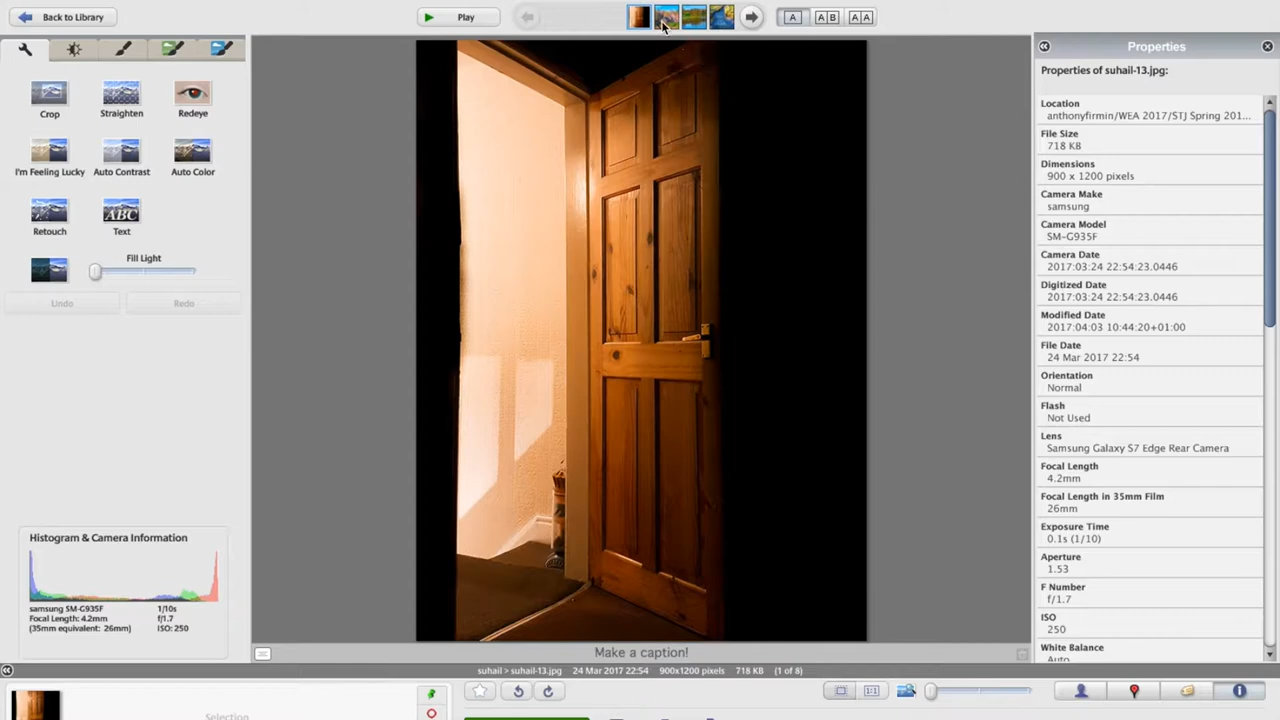 Back to Library
Play
A
AB
AA
Crop
Straighten
Redeye
I'm Feeling Lucky
Auto Contrast
Auto Color
ABC
Retouch
Text
Fill Light
Undo
Redo
Histogram & Camera Information
samsung SM-G935F 1/10s
Focal Length: 4.2mm f/1.7
(35mm equivalent: 26mm) ISO: 250
Make a caption!
suhail > suhail-13.jpg 24 Mar 2017 22:54 900x1200 pixels 718 KB (1 of 8)
Selection
1:1
Properties
Properties of suhail-13.jpg:
Location
anthonyfirmin/WEA 2017/STJ Spring 201...
File Size
718 KB
Dimensions
900 x 1200 pixels
Camera Make
samsung
Camera Model
SM-G935F
Camera Date
2017:03:24 22:54:23.0446
Digitized Date
2017:03:24 22:54:23.0446
Modified Date
2017:04:03 10:44:20+01:00
File Date
24 Mar 2017 22:54
Orientation
Normal
Flash
Not Used
Lens
Samsung Galaxy S7 Edge Rear Camera
Focal Length
4.2mm
Focal Length in 35mm Film
26mm
Exposure Time
0.1s (1/10)
Aperture
1.53
F Number
f/1.7
ISO
250
White Balance
Auto